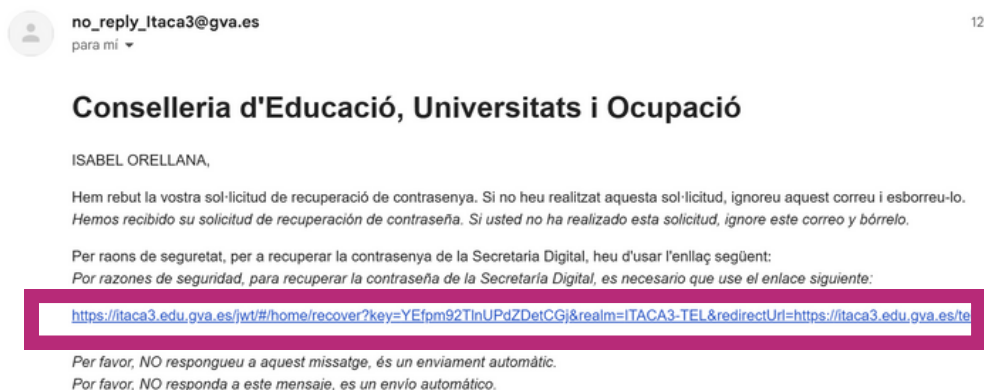 no_reply_Itaca3@gva.es
12
para mí
Conselleria d'Educació, Universitats i Ocupació
ISABEL ORELLANA,
Hem rebut la vostra sol·licitud de recuperació de contrasenya. Si no heu realitzat aquesta sol·licitud, ignoreu aquest correu i esborreu-lo.
Hemos recibido su solicitud de recuperación de contraseña. Si usted no ha realizado esta solicitud, ignore este correo y bórrelo.
Per raons de seguretat, per a recuperar la contrasenya de la Secretaria Digital, heu d'usar l'enllaç següent:
Por razones de seguridad, para recuperar la contraseña de la Secretaría Digital, es necesario que use el enlace siguiente:
https://itaca3.edu.gva.es/jwt/#/home/recover?key=YEfpm92TlnUPdZDetCGj&realm=ITACA3-TEL&redirectUrl=https://itaca3.edu.gva.es/te
Per favor, NO respongueu a aquest missatge, és un enviament automàtic.
Por favor, NO responda a este mensaje, es un envío automático.